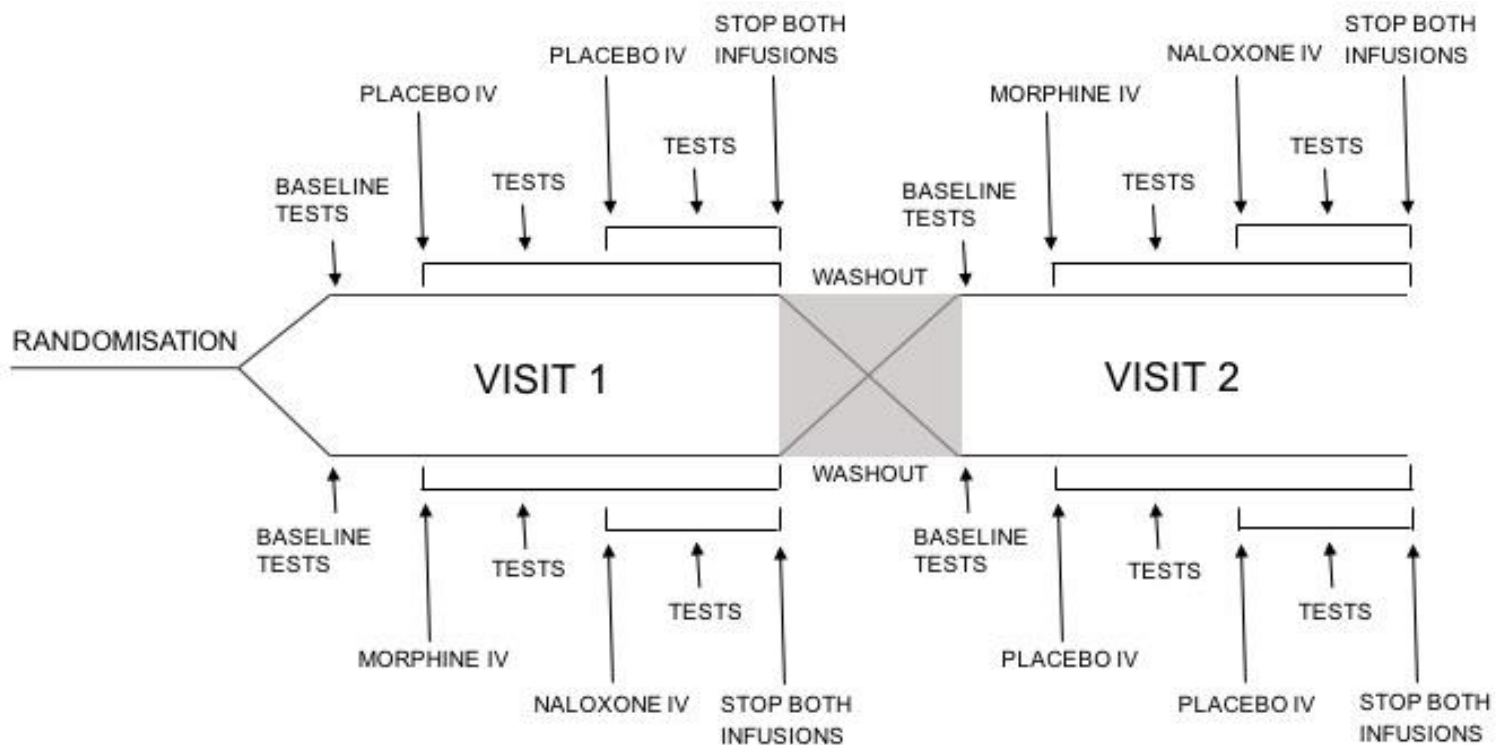 STOP BOTH
INFUSIONS
PLACEBO IV
PLACEBO IV
TESTS
TESTS
BASELINE
TESTS
STOP BOTH
INFUSIONS
NALOXONE IV
MORPHINE IV
TESTS
TESTS
BASELINE
TESTS
WASHOUT
RANDOMISATION
VISIT 1
VISIT 2
WASHOUT
BASELINE
TESTS
TESTS
TESTS
MORPHINE IV
NALOXONE IV
STOP BOTH
INFUSIONS
BASELINE
TESTS
TESTS
TESTS
PLACEBO IV
PLACEBO IV
STOP BOTH
INFUSIONS